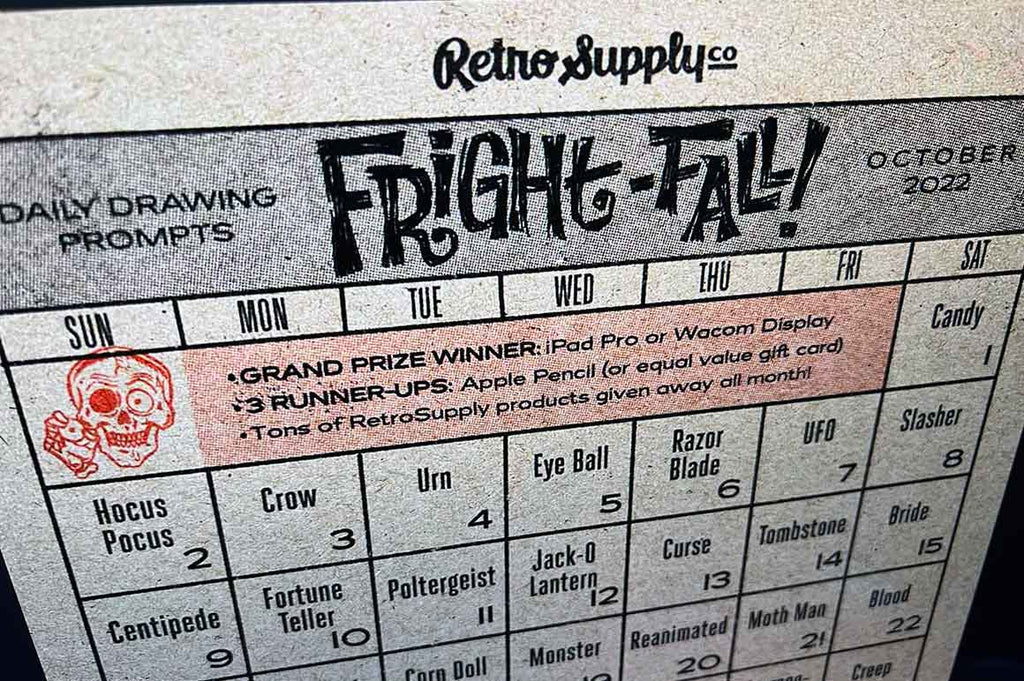 RetroSupply co
DAILY DRAWING
PROMPTS
FRIGHT-FALL!
OCTOBER
2022
SUN MON TUE WED THU FRI SAT
•GRAND PRIZE WINNER: iPad Pro or Wacom Display
•3 RUNNER-UPS: Apple Pencil (or equal value gift card)
•Tons of RetroSupply products given away all month!
Candy
1
Hocus
Pocus
2
Crow
3
Urn
4
Eye Ball
5
Razor
Blade
6
UFO
7
Slasher
8
Centipede
9
Fortune
Teller
10
Poltergeist
11
Jack-O
Lantern
12
Curse
13
Tombstone
14
Bride
15
Corn Doll
Monster
Reanimated
20
Moth Man
21
Blood
22
Creep